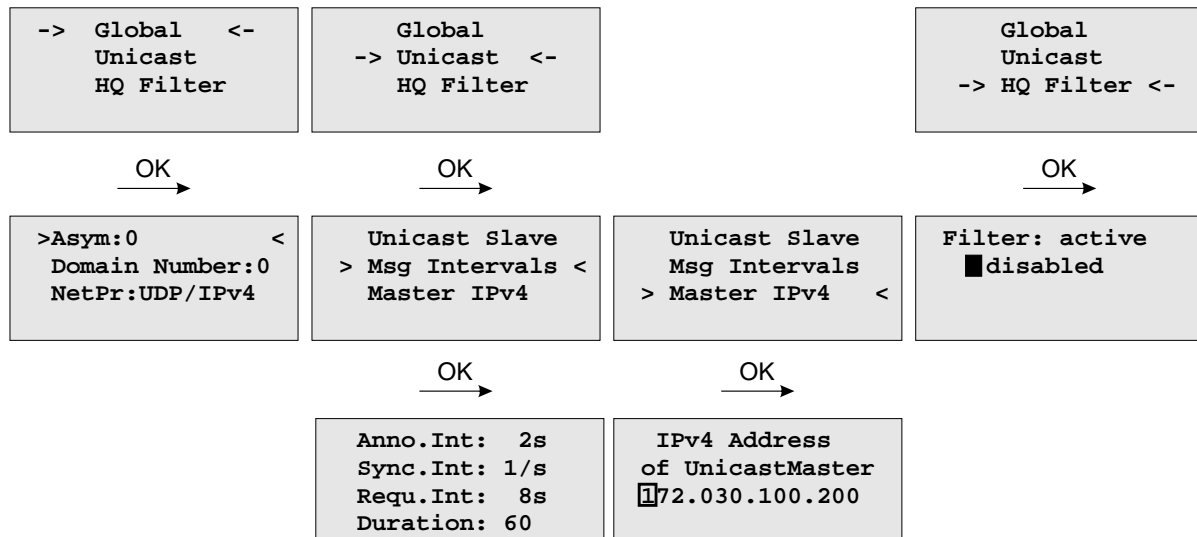 -> Global <-
Unicast
HQ Filter
Global
-> Unicast <-
HQ Filter
Global
Unicast
-> HQ Filter <-
OK
OK
OK
>Asym:0 <
Domain Number:0
NetPr:UDP/IPv4
Unicast Slave
> Msg Intervals <
Master IPv4
Unicast Slave
Msg Intervals
> Master IPv4 <
Filter: active
disabled
OK
OK
Anno.Int: 2s
Sync.Int: 1/s
Requ.Int: 8s
Duration: 60
IPv4 Address
of UnicastMaster
172.030.100.200